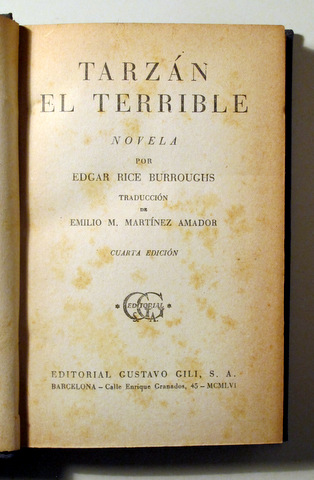 TARZÁN
EL TERRIBLE
NOVELA
POR
EDGAR RICE BURROUGHS
TRADUCCIÓN
DE
EMILIO M. MARTÍNEZ AMADOR
CUARTA EDICIÓN
GG
EDITORIAL
S. A.
EDITORIAL GUSTAVO GILI, S. A.
BARCELONA – Calle Enrique Granados, 45 – MCMLVI